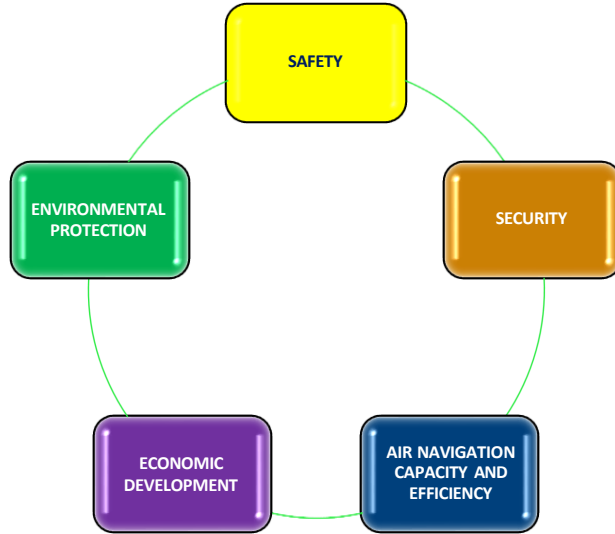 SAFETY
SECURITY
AIR NAVIGATION
CAPACITY AND
EFFICIENCY
ECONOMIC
DEVELOPMENT
ENVIRONMENTAL
PROTECTION